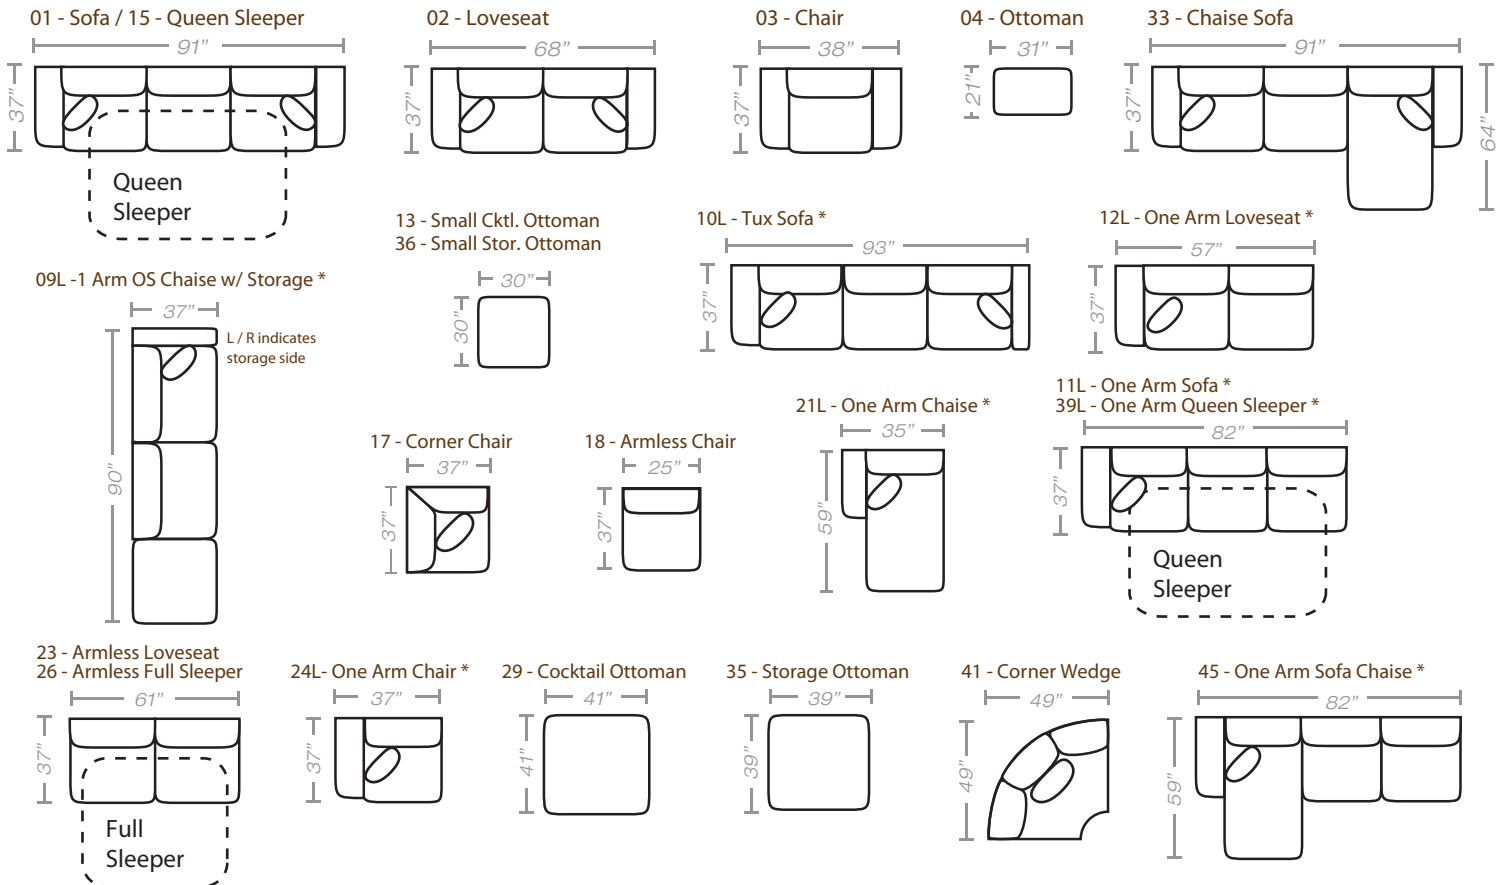 01 - Sofa / 15 - Queen Sleeper
91”
37”
Queen
Sleeper
02 - Loveseat
68”
37”
03 - Chair
38”
37”
04 - Ottoman
31”
21”
33 - Chaise Sofa
91”
37”
64”
09L -1 Arm OS Chaise w/ Storage *
37”
L / R indicates
storage side
90”
13 - Small Cktl. Ottoman
36 - Small Stor. Ottoman
30”
30”
10L - Tux Sofa *
93”
37”
12L - One Arm Loveseat *
57”
37”
17 - Corner Chair
37”
37”
18 - Armless Chair
25”
37”
21L - One Arm Chaise *
35”
59”
11L - One Arm Sofa *
39L - One Arm Queen Sleeper *
82”
37”
Queen
Sleeper
23 - Armless Loveseat
26 - Armless Full Sleeper
61”
37”
Full
Sleeper
24L- One Arm Chair *
37”
37”
29 - Cocktail Ottoman
41”
41”
35 - Storage Ottoman
39”
39”
41 - Corner Wedge
49”
49”
45 - One Arm Sofa Chaise *
82”
59”